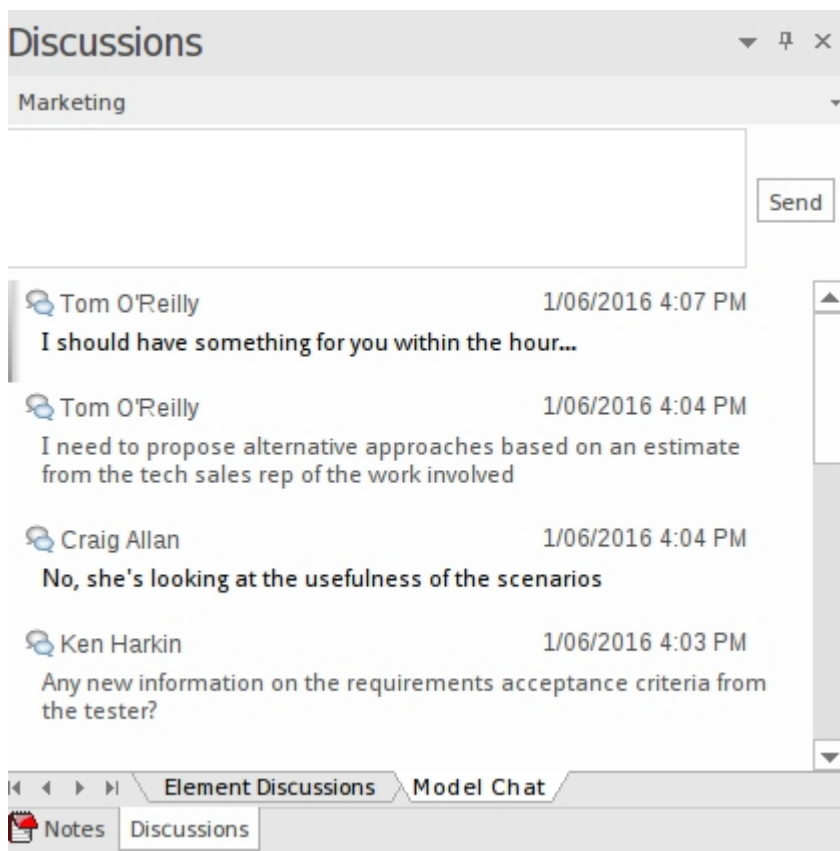 Discussions
Marketing
Send
Tom O'Reilly 1/06/2016 4:07 PM
I should have something for you within the hour...
Tom O'Reilly 1/06/2016 4:04 PM
I need to propose alternative approaches based on an estimate
from the tech sales rep of the work involved
Craig Allan 1/06/2016 4:04 PM
No, she's looking at the usefulness of the scenarios
Ken Harkin 1/06/2016 4:03 PM
Any new information on the requirements acceptance criteria from
the tester?
Element Discussions Model Chat
Notes Discussions